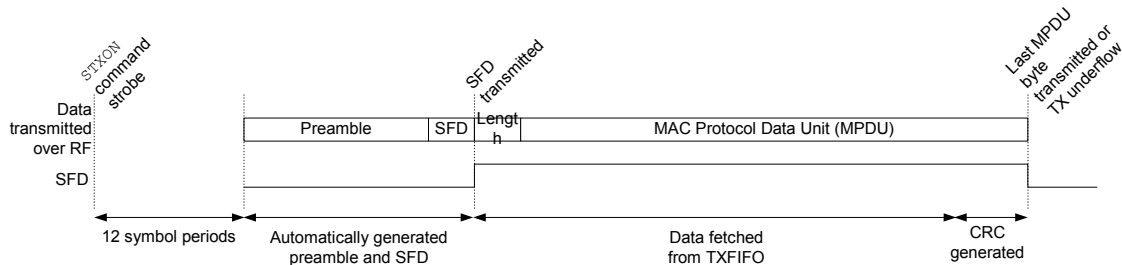 STXON
command
strobe
SFD
transmitted
Last MPDU
byte
transmitted or
TX underflow
Data
transmitted
over RF
Preamble
SFD
Lengt
h
MAC Protocol Data Unit (MPDU)
SFD
12 symbol periods
Automatically generated
preamble and SFD
Data fetched
from TXFIFO
CRC
generated